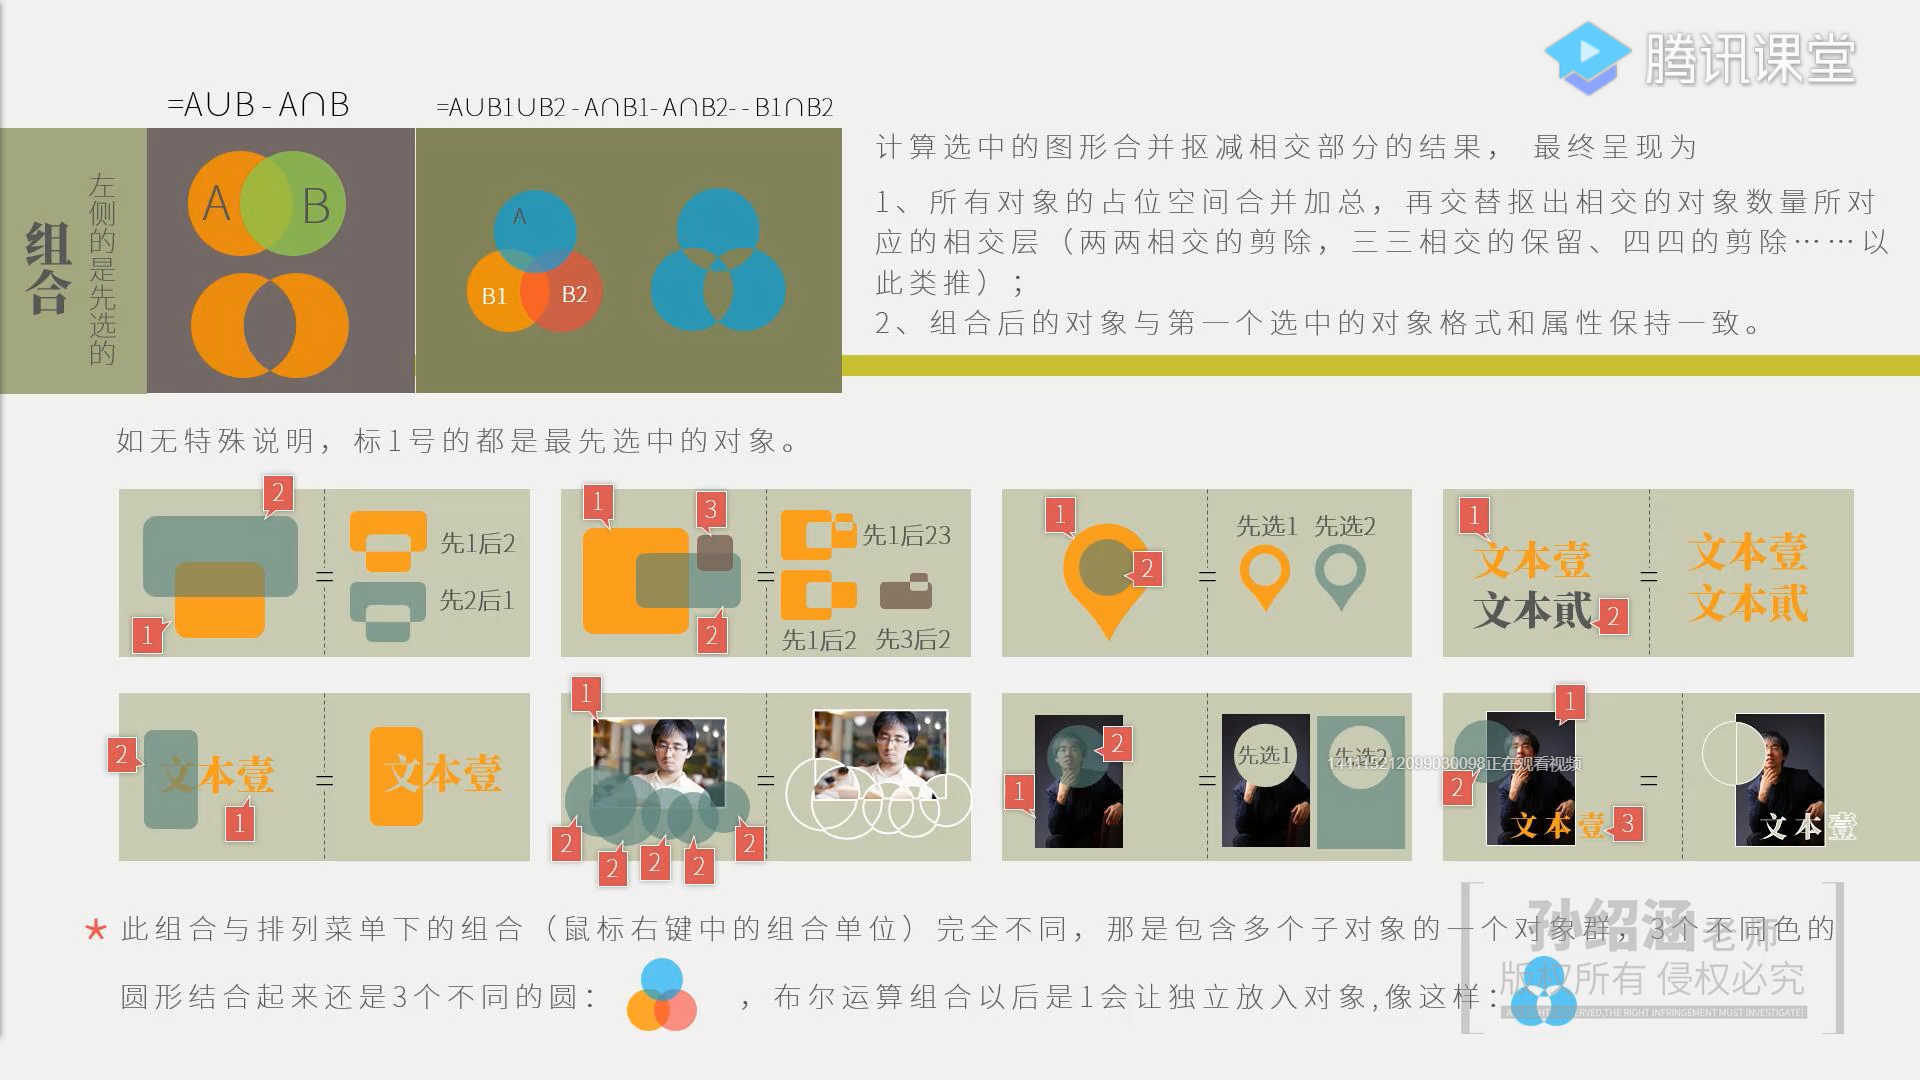 腾讯课堂
=A∪B - A∩B
=A∪B1∪B2 - A∩B1- A∩B2- - B1∩B2
组合
左侧的是先选的
A B
A
B1 B2
计算选中的图形合并抠减相交部分的结果， 最终呈现为
1、所有对象的占位空间合并加总，再交替抠出相交的对象数量所对
应的相交层（两两相交的剪除，三三相交的保留、四四的剪除……以
此类推）；
2、组合后的对象与第一个选中的对象格式和属性保持一致。
如无特殊说明，标1号的都是最先选中的对象。
2
1
=
先1后2
先2后1
1
3
2
=
先1后23
先1后2 先3后2
1
2
=
先选1 先选2
1
文本壹
文本贰
2
=
文本壹
文本贰
2
文本壹
1
=
文本壹
1
2 2 2 2 2
=
2
1
=
先选1 先选2
1
2
文本壹
3
=
文本壹
144115212099030098正在观看视频
* 此组合与排列菜单下的组合（鼠标右键中的组合单位）完全不同，那是包含多个子对象的一个对象群，3个不同色的
圆形结合起来还是3个不同的圆： ，布尔运算组合以后是1会让独立放入对象,像这样：
孙绍涵老师
版权所有 侵权必究
RESERVED,THE RIGHT INFRINGEMENT MUST INVESTIGATE!